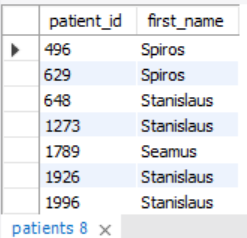 patient_id first_name
496 Spiros
629 Spiros
648 Stanislaus
1273 Stanislaus
1789 Seamus
1926 Stanislaus
1996 Stanislaus
patients 8